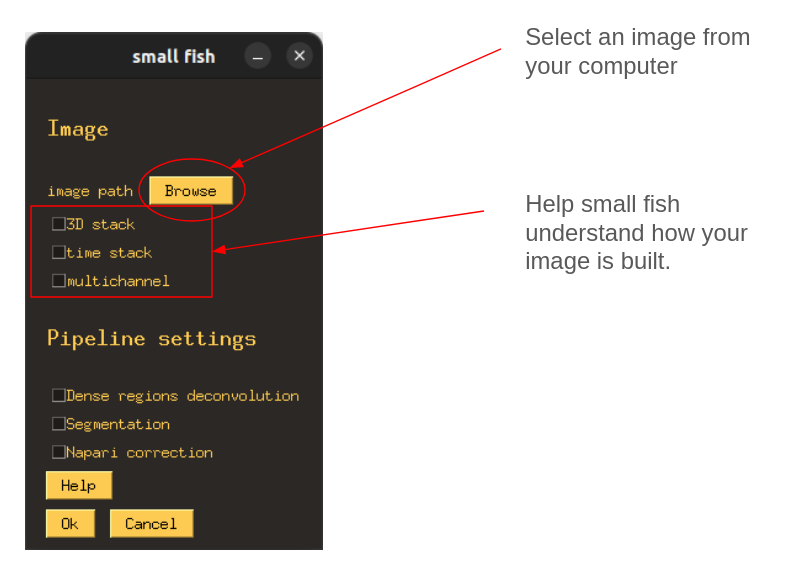 small fish
Select an image from
your computer
Image
image path Browse
3D stack
time stack
multichannel
Help small fish
understand how your
image is built.
Pipeline settings
Dense regions deconvolution
Segmentation
Napari correction
Help
Ok Cancel